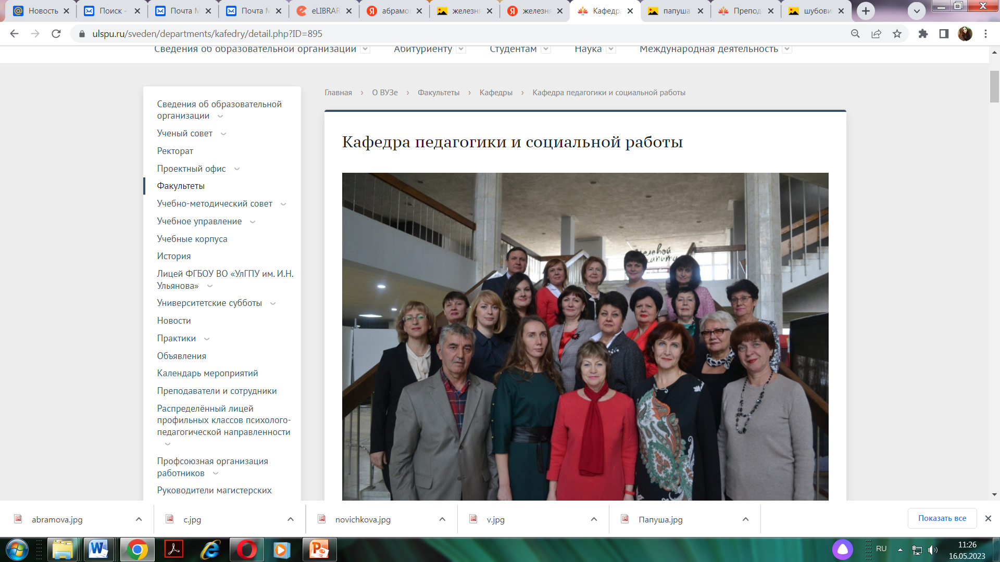 Новость
Поиск -
Почта М
Почта М
eLIBRAR
абрамо
железня
железня
Кафедра
папуша
Препод
шубови
ulspu.ru/sveden/departments/kafedry/detail.php?ID=895
Сведения об образовательной организации
Абитуриенту
Студентам
Наука
Международная деятельность
Главная › О ВУЗе › Факультеты › Кафедры › Кафедра педагогики и социальной работы
Сведения об образовательной
организации
Ученый совет
Ректорат
Проектный офис
Факультеты
Учебно-методический совет
Учебное управление
Учебные корпуса
История
Лицей ФГБОУ ВО «УлГПУ им. И.Н.
Ульянова»
Университетские субботы
Новости
Практики
Объявления
Календарь мероприятий
Преподаватели и сотрудники
Распределённый лицей
профильных классов психолого-
педагогической направленности
Профсоюзная организация
работников
Руководители магистерских
Кафедра педагогики и социальной работы
abramova.jpg
c.jpg
novichkova.jpg
v.jpg
Папуша.jpg
Показать все
RU
11:26
16.05.2023